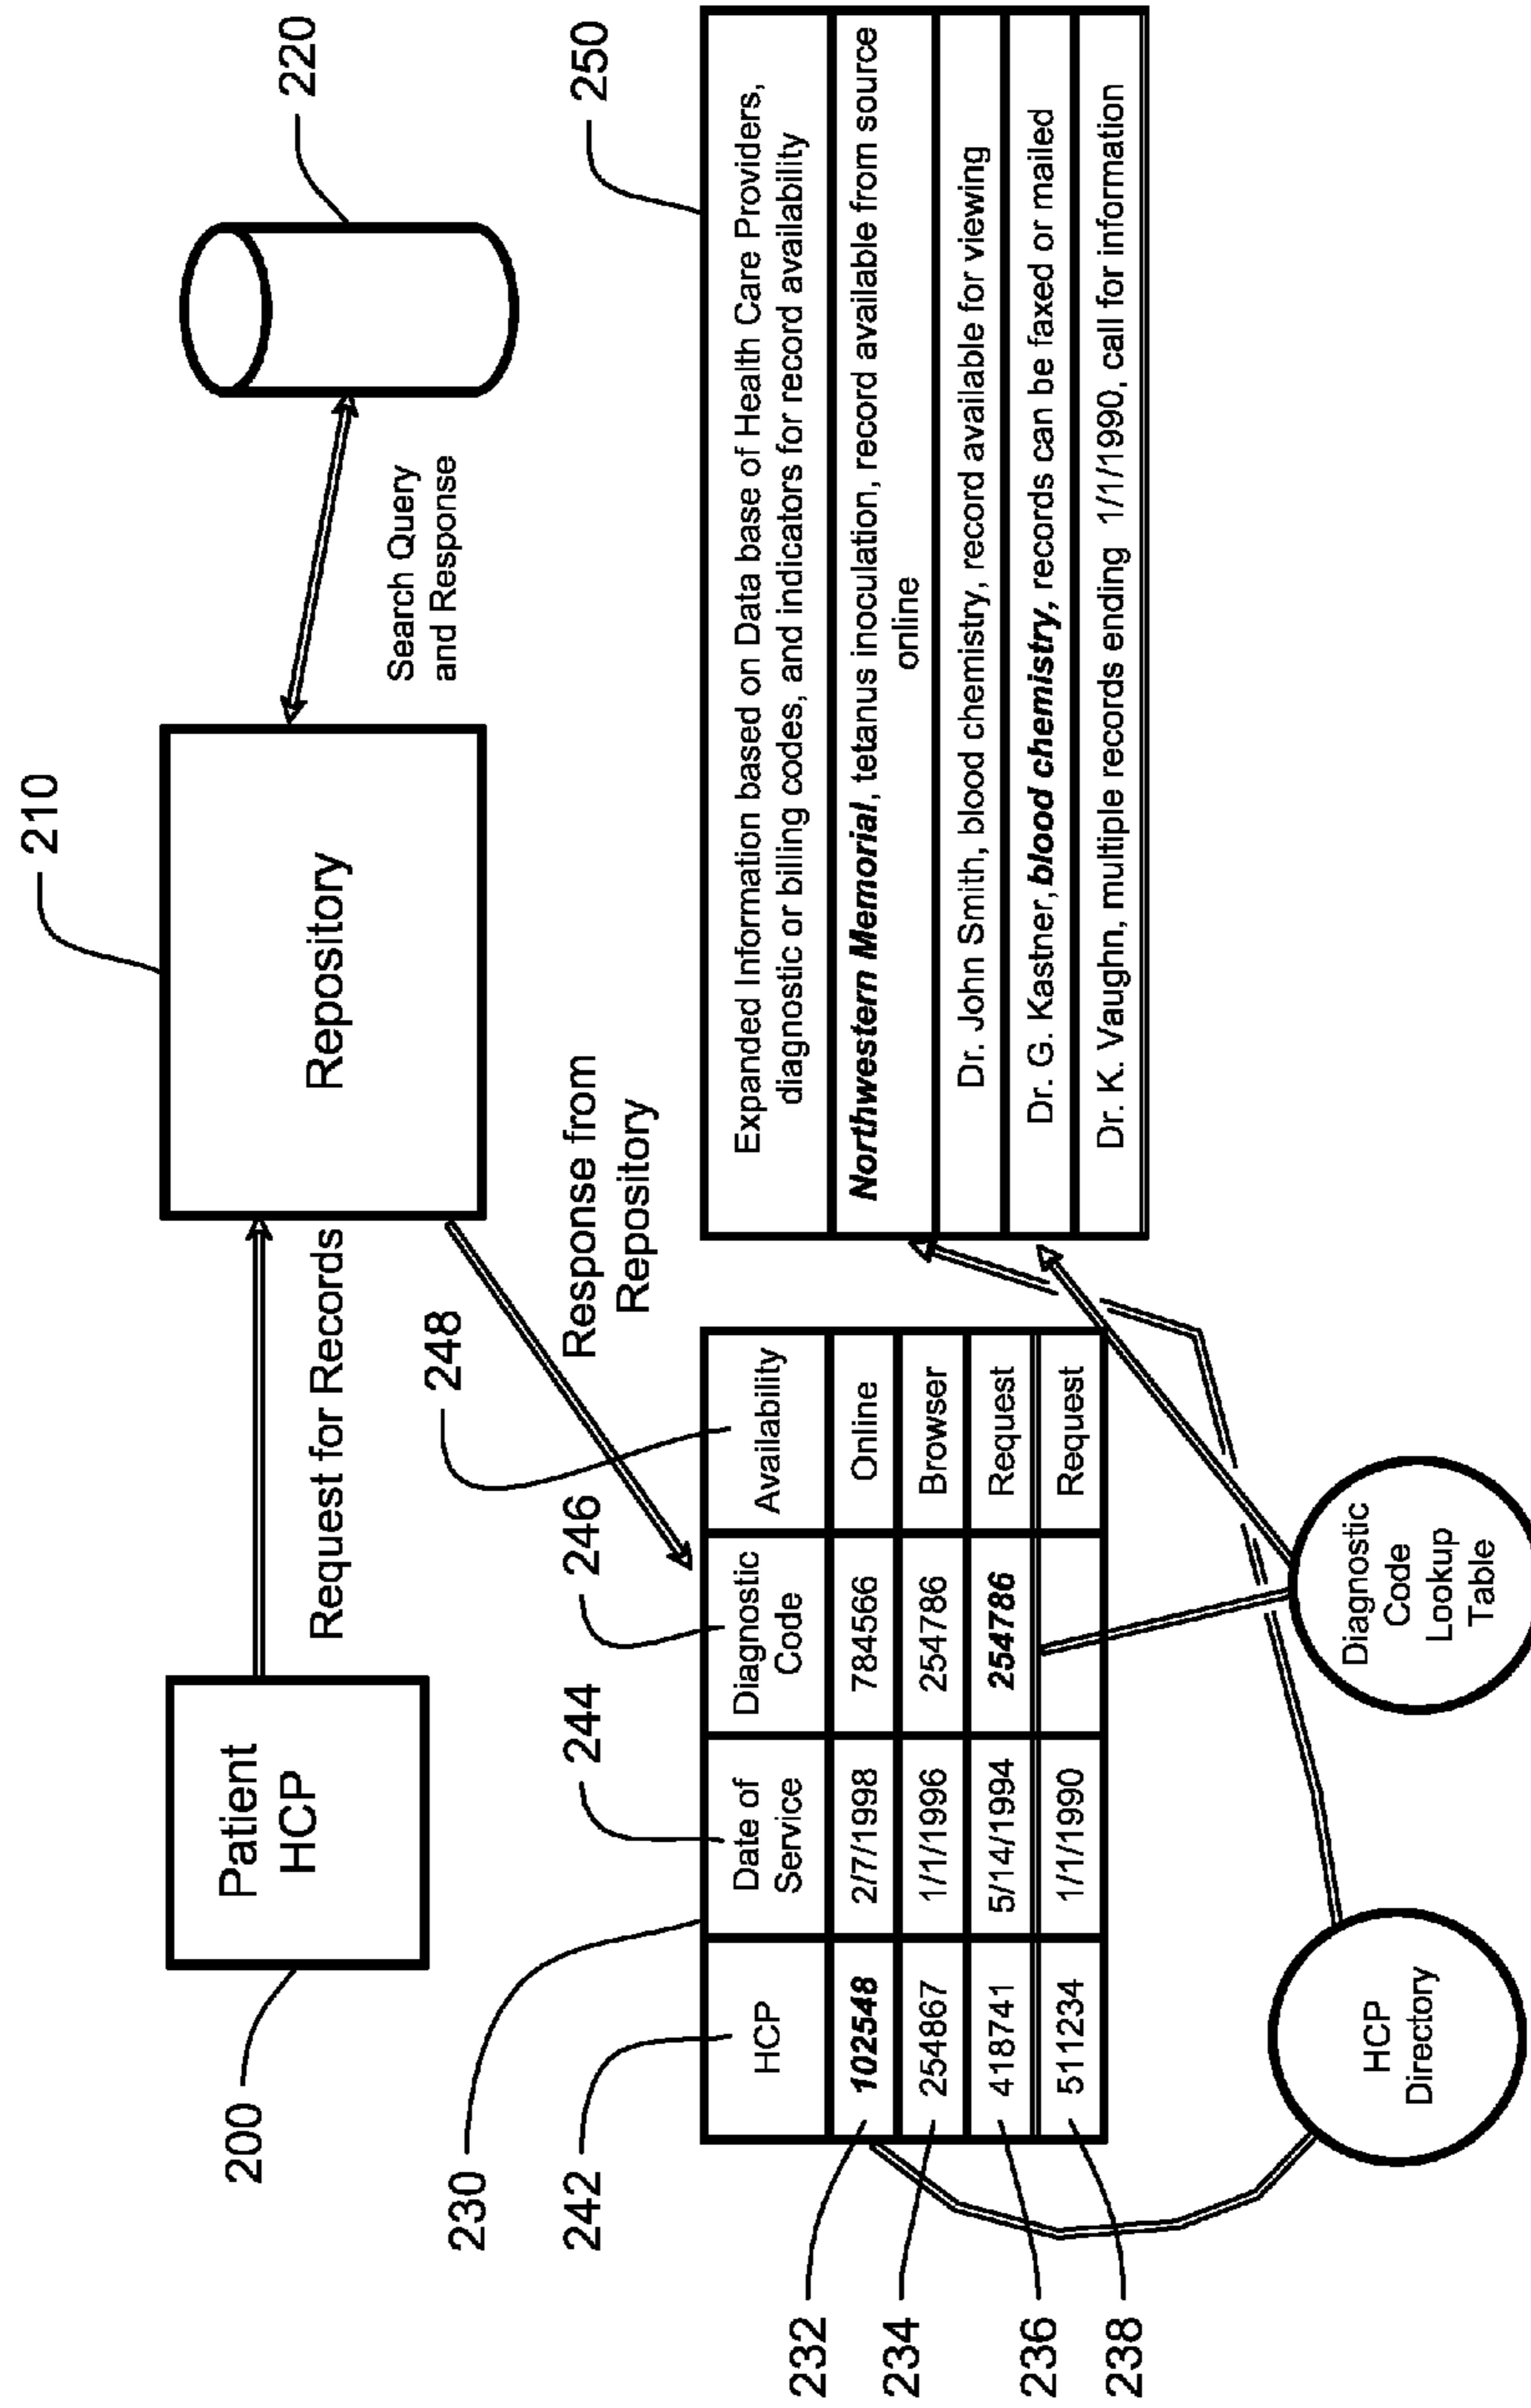 210
220
200
Patient
HCP
Request for Records
Repository
Search Query
and Response
Response from
Repository
230
242
244
246
248
250
HCP
Date of
Service
Diagnostic
Code
Availability
102548 2/7/1998 784566 Online
254867 1/1/1996 254786 Browser
418741 5/14/1994 254786 Request
511234 1/1/1990 Request
232
234
236
238
Expanded Information based on Data base of Health Care Providers,
diagnostic or billing codes, and indicators for record availability
Northwestern Memorial, tetanus inoculation, record available from source
online
Dr. John Smith, blood chemistry, record available for viewing
Dr. G. Kastner, blood chemistry, records can be faxed or mailed
Dr. K. Vaughn, multiple records ending 1/1/1990, call for information
HCP
Directory
Diagnostic
Code
Lookup
Table